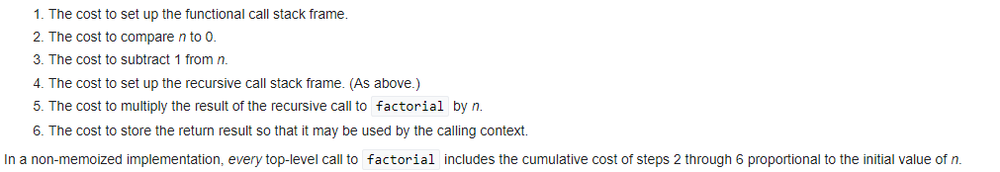 1. The cost to set up the functional call stack frame.
2. The cost to compare n to 0.
3. The cost to subtract 1 from n.
4. The cost to set up the recursive call stack frame. (As above.)
5. The cost to multiply the result of the recursive call to factorial by n.
6. The cost to store the return result so that it may be used by the calling context.
In a non-memoized implementation, every top-level call to factorial includes the cumulative cost of steps 2 through 6 proportional to the initial value of n.